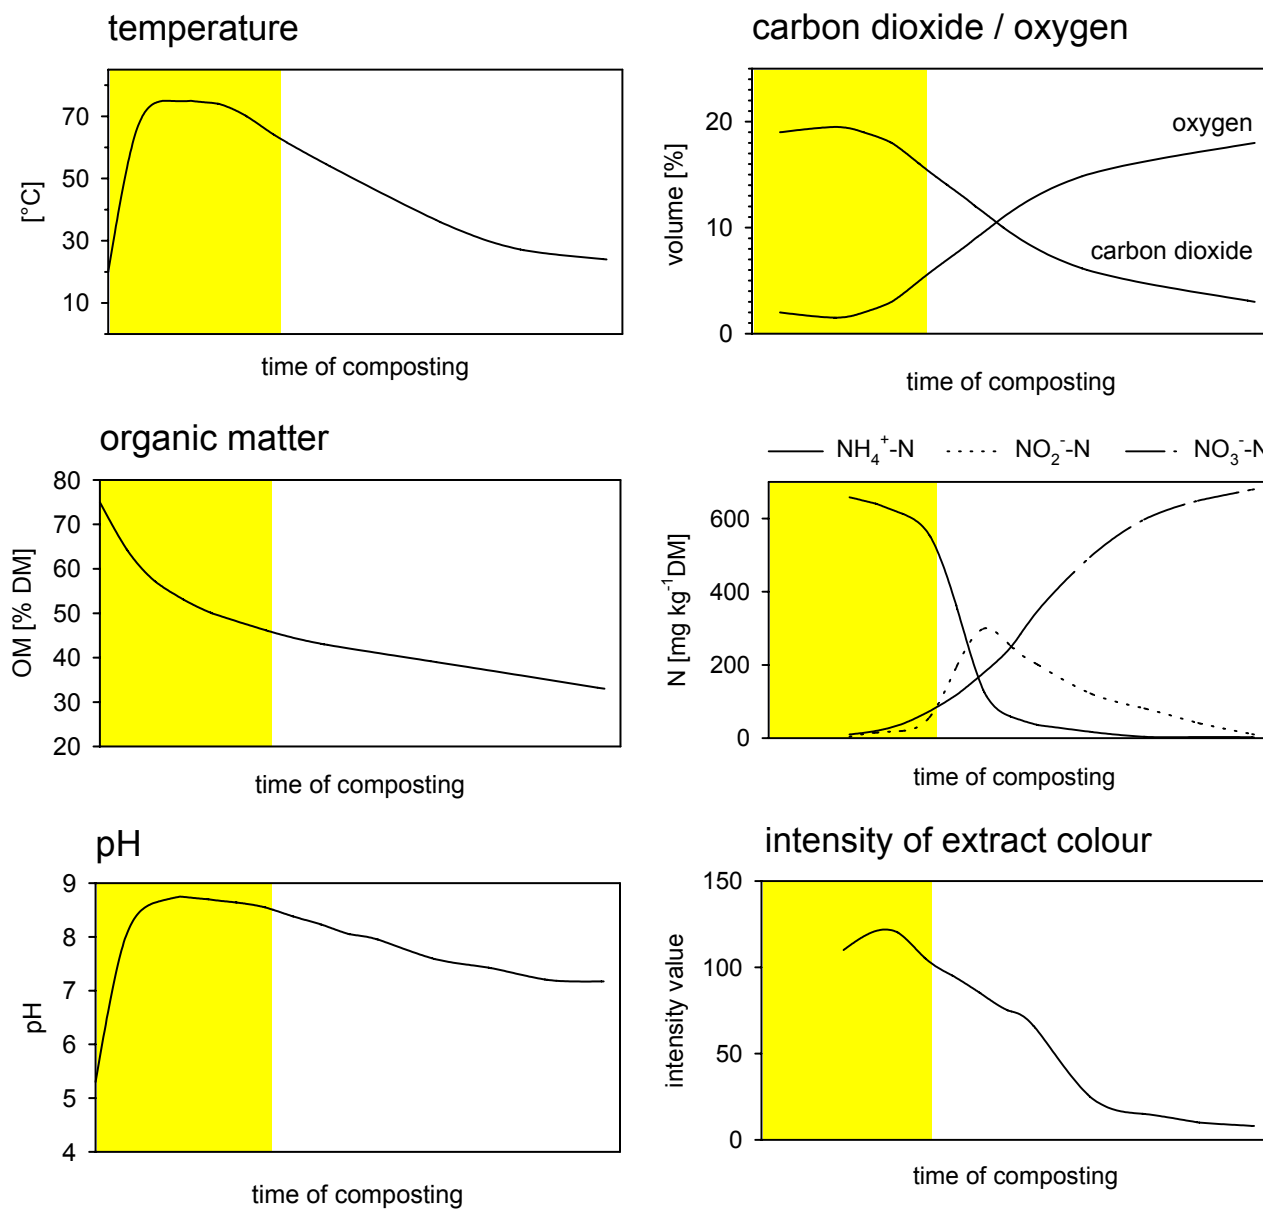 temperature
70
50
30
10
[°C]
time of composting
carbon dioxide / oxygen
20
10
0
volume [%]
oxygen
carbon dioxide
time of composting
organic matter
80
70
60
50
40
30
20
OM [% DM]
time of composting
NH₄⁺-N NO₂⁻-N NO₃⁻-N
600
400
200
0
N [mg kg⁻¹DM]
time of composting
pH
9
8
7
6
5
4
pH
time of composting
intensity of extract colour
150
100
50
0
intensity value
time of composting